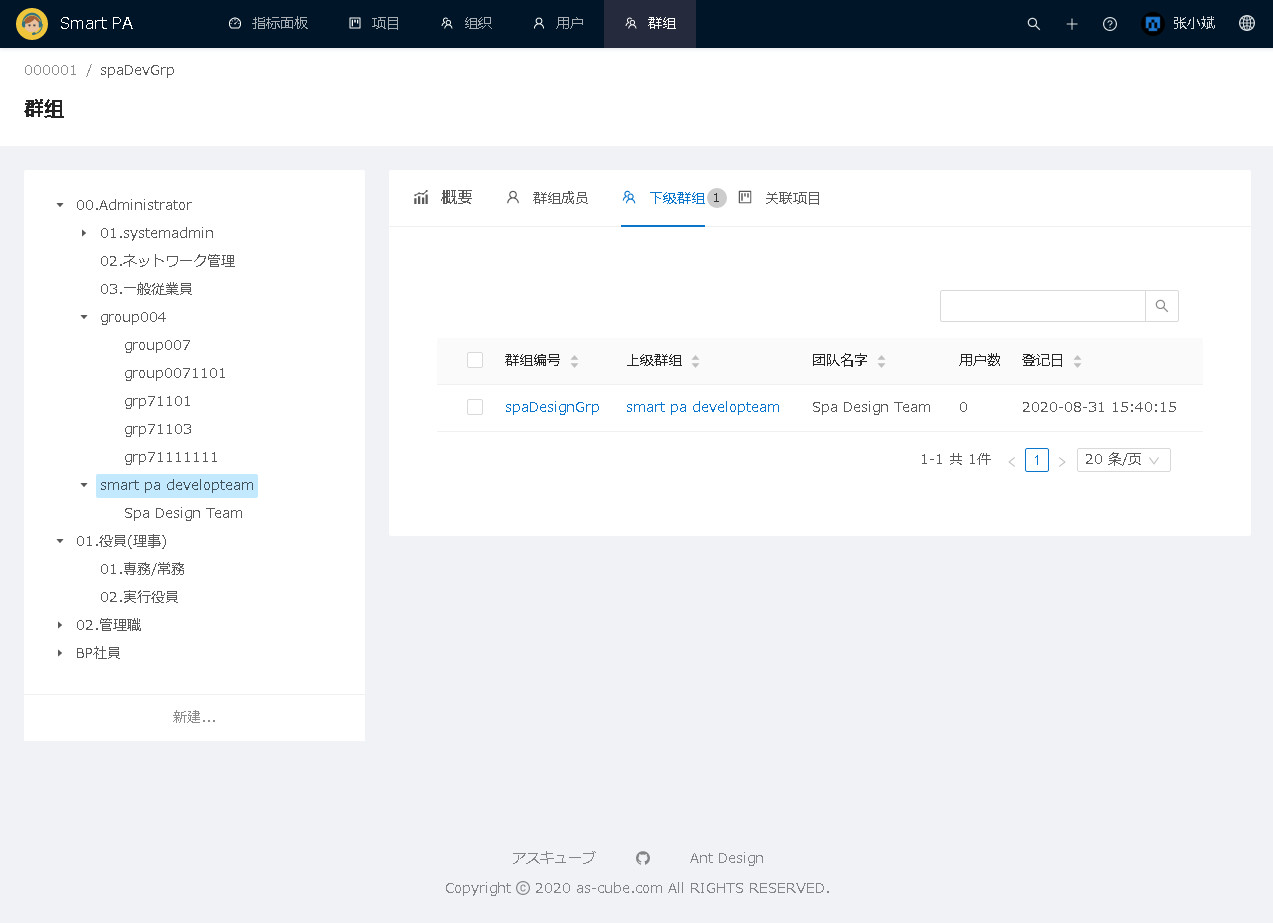 Smart PA 指标面板 项目 组织 用户 群组 张小斌
000001 / spaDevGrp
群组
00.Administrator
01.systemadmin
02.ネットワーク管理
03.一般従業員
group004
group007
group0071101
grp71101
grp71103
grp71111111
smart pa developteam
Spa Design Team
01.役員(理事)
01.専務/常務
02.実行役員
02.管理職
BP社員
新建...
概要 群组成员 下级群组 1 关联项目
群组编号 上级群组 团队名字 用户数 登记日
spaDesignGrp smart pa developteam Spa Design Team 0 2020-08-31 15:40:15
1-1 共 1件 < 1 > 20 条/页
アスキューブ Ant Design
Copyright © 2020 as-cube.com All RIGHTS RESERVED.